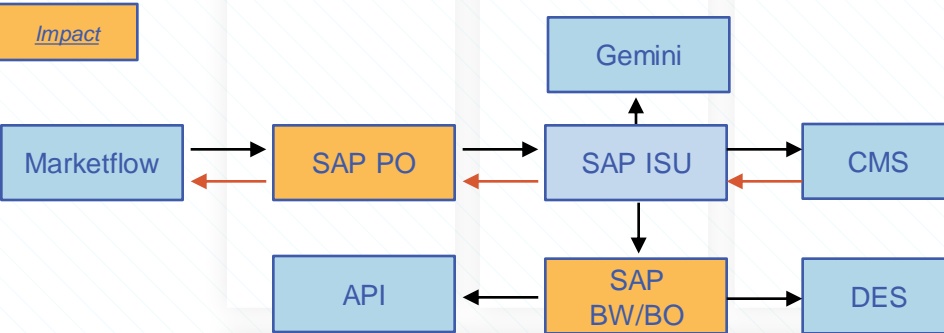 Impact
Gemini
Marketflow
SAP PO
SAP ISU
CMS
API
SAP
BW/BO
DES